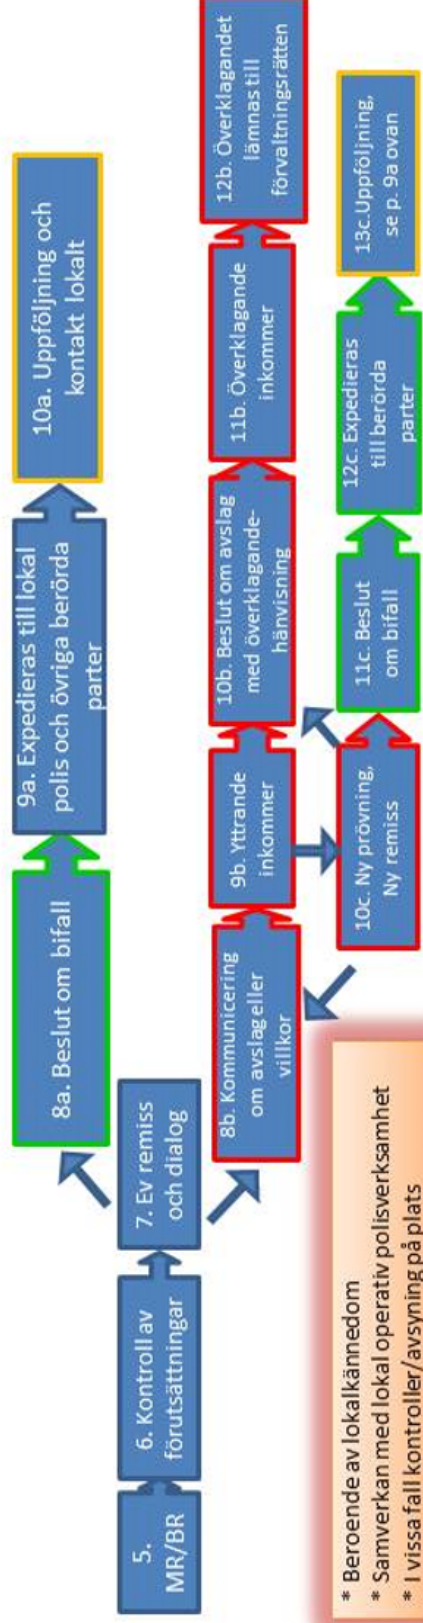 5.
MR/BR
6. Kontroll av
förutsättningar
7. Ev remiss
och dialog
8a. Beslut om bifall
9a. Expedieras till lokal
polis och övriga berörda
parter
10a. Uppföljning och
kontakt lokalt
8b. Kommunicering
om avslageller
villkor
9b. Yttrande
inkommer
10b. Beslut om avslag
med överklagande-
hänvisning
11b. Överklagande
inkommer
12b. Överklagandet
lämnas till
förvaltningsrätten
10c. Ny prövning,
Ny remiss
11c. Beslut
om bifall
12c. Expedieras
till berörda
parter
13c.Uppföljning,
se p. 9a ovan
* Beroende av lokalkännedom
* Samverkan med lokal operativ polisverksamhet
* I vissa fall kontroller/avsyning på plats